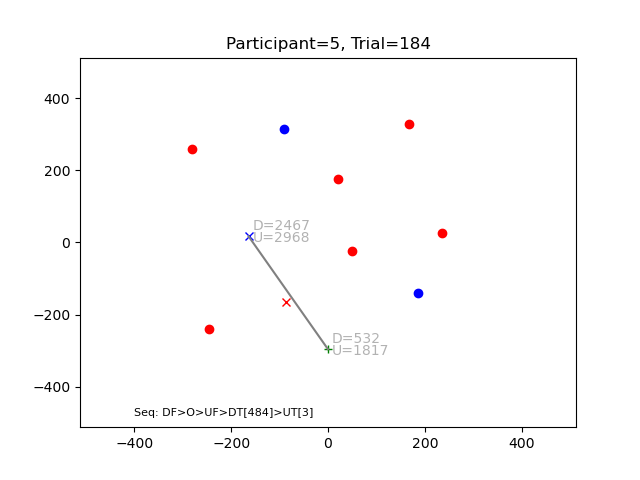 Participant=5, Trial=184
400
200
0
−200
−400
D=2467
U=2968
D=532
U=1817
Seq: DF>O>UF>DT[484]>UT[3]
−400 −200 0 200 400